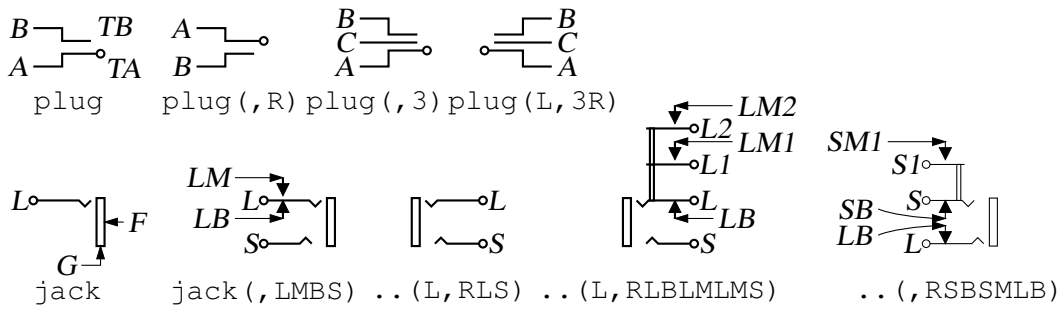 B TB
A TA
plug
A
B
plug(,R)
B
C
A
plug(,3)
B
C
A
plug(L,3R)
L
F
G
jack
LM
L
LB
S
jack(,LMBS)
L
S
..(L,RLS)
LM2
L2
LM1
L1
L
LB
S
..(L,RLBLMLMS)
SM1
S1
S
SB
LB
L
..(,RSBSMLB)